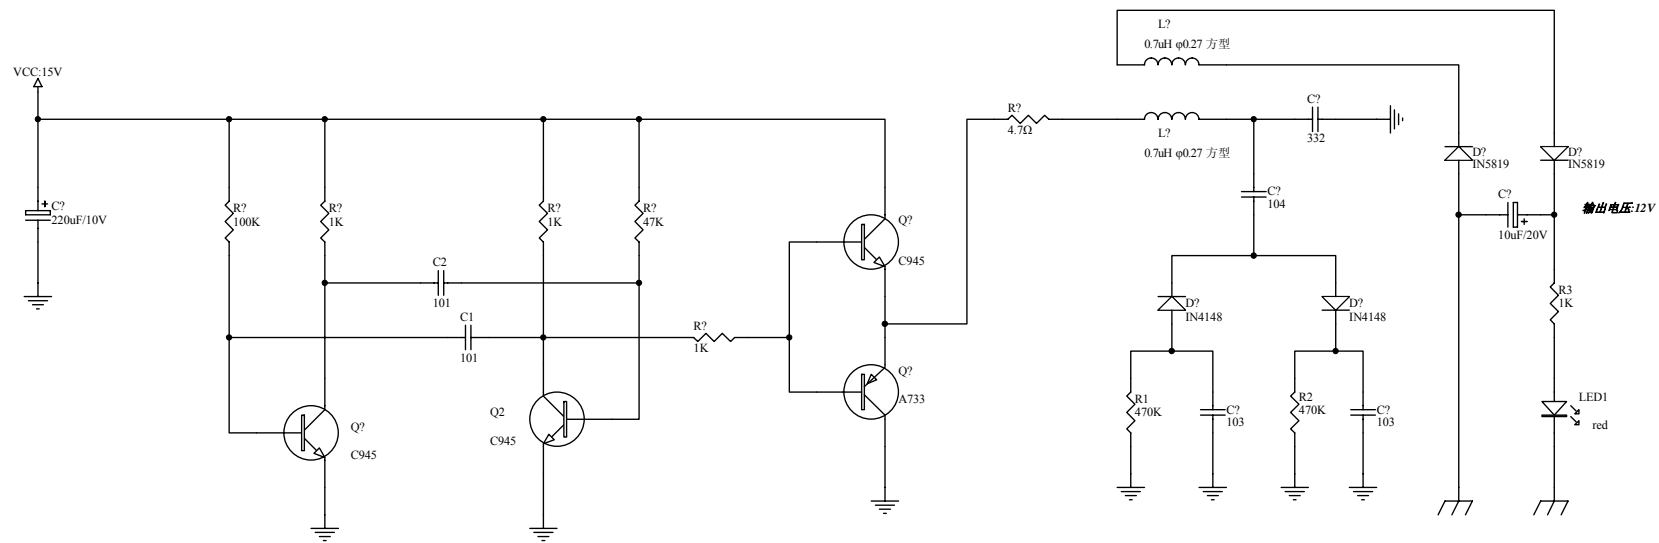 L?
0.7uH φ0.27 方型
VCC:15V
R?
4.7Ω
L?
0.7uH φ0.27 方型
C?
332
D?
IN5819
D?
IN5819
C?
220uF/10V
R?
100K
R?
1K
R?
1K
R?
47K
Q?
C945
C?
104
C?
10uF/20V
输出电压:12V
C2
101
C1
101
R?
1K
D?
IN4148
D?
IN4148
R3
1K
Q?
A733
R1
470K
C?
103
R2
470K
C?
103
LED1
red
Q?
C945
Q2
C945